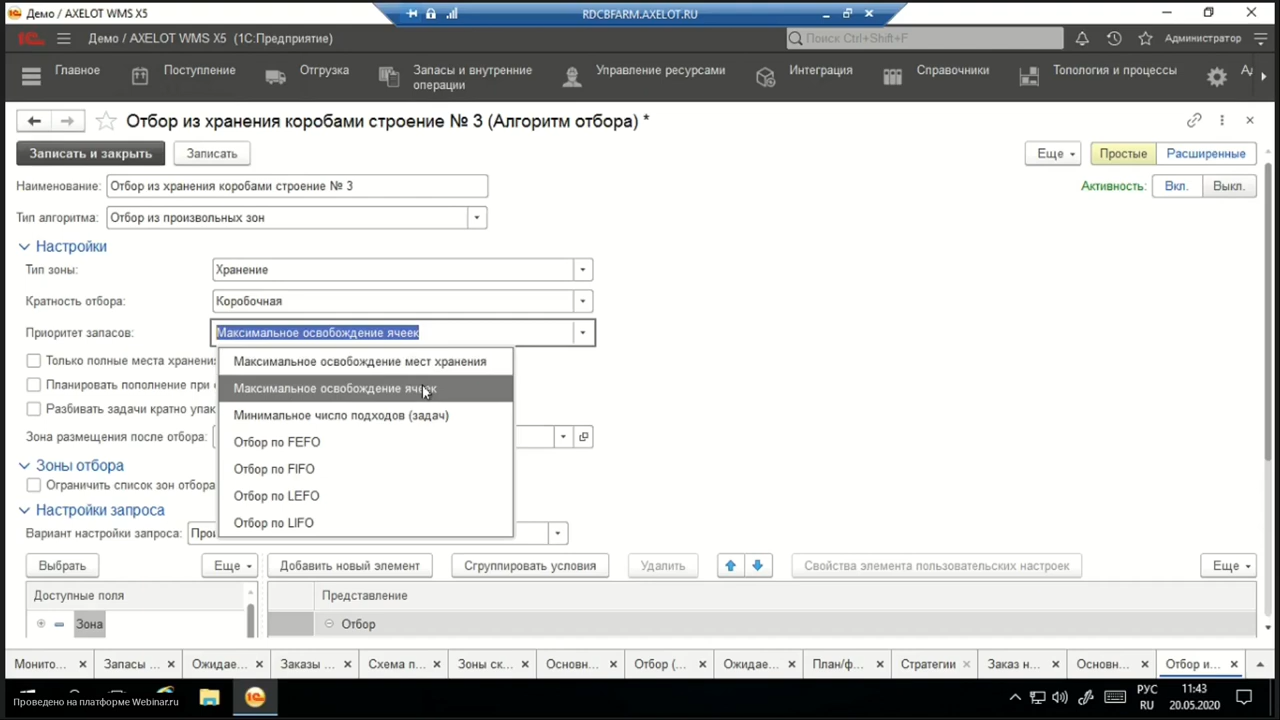 Демо / AXELOT WMS X5
RDCBFARM.AXELOT.RU
Демо / AXELOT WMS X5 (1С:Предприятие)
Поиск Ctrl+Shift+F
Администратор
Главное
Поступление
Отгрузка
Запасы и внутренние
операции
Управление ресурсами
Интеграция
Справочники
Топология и процессы
Отбор из хранения коробами строение № 3 (Алгоритм отбора) *
Записать и закрыть
Записать
Еще
Простые
Расширенные
Наименование: Отбор из хранения коробами строение № 3
Активность: Вкл. Выкл.
Тип алгоритма: Отбор из произвольных зон
Настройки
Тип зоны: Хранение
Кратность отбора: Коробочная
Приоритет запасов: Максимальное освобождение ячеек
Только полные места хранени
Максимальное освобождение мест хранения
Планировать пополнение при
Максимальное освобождение ячеек
Разбивать задачи кратно упак
Минимальное число подходов (задач)
Зона размещения после отбора:
Отбор по FEFO
Зоны отбора
Отбор по FIFO
Ограничить список зон отбора
Отбор по LEFO
Настройки запроса
Отбор по LIFO
Вариант настройки запроса: Прои
Выбрать
Еще
Добавить новый элемент
Сгруппировать условия
Удалить
Свойства элемента пользовательских настроек
Еще
Доступные поля
Представление
Зона
Отбор
Монито...
Запасы ...
Ожидае...
Заказы ...
Схема п...
Зоны ск...
Основн...
Отбор (...
Ожидае...
План/ф...
Стратегии
Заказ н...
Основн...
Отбор и...
Проведено на платформе Webinar.ru
РУС
RU
11:43
20.05.2020